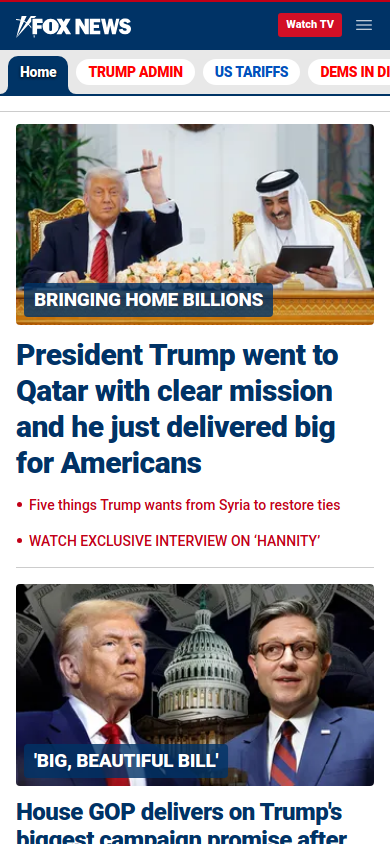 FOX NEWS
Watch TV
Home
TRUMP ADMIN
US TARIFFS
DEMS IN DI
BRINGING HOME BILLIONS
President Trump went to
Qatar with clear mission
and he just delivered big
for Americans
• Five things Trump wants from Syria to restore ties
• WATCH EXCLUSIVE INTERVIEW ON ‘HANNITY’
'BIG, BEAUTIFUL BILL'
House GOP delivers on Trump's
biggest campaign promise after